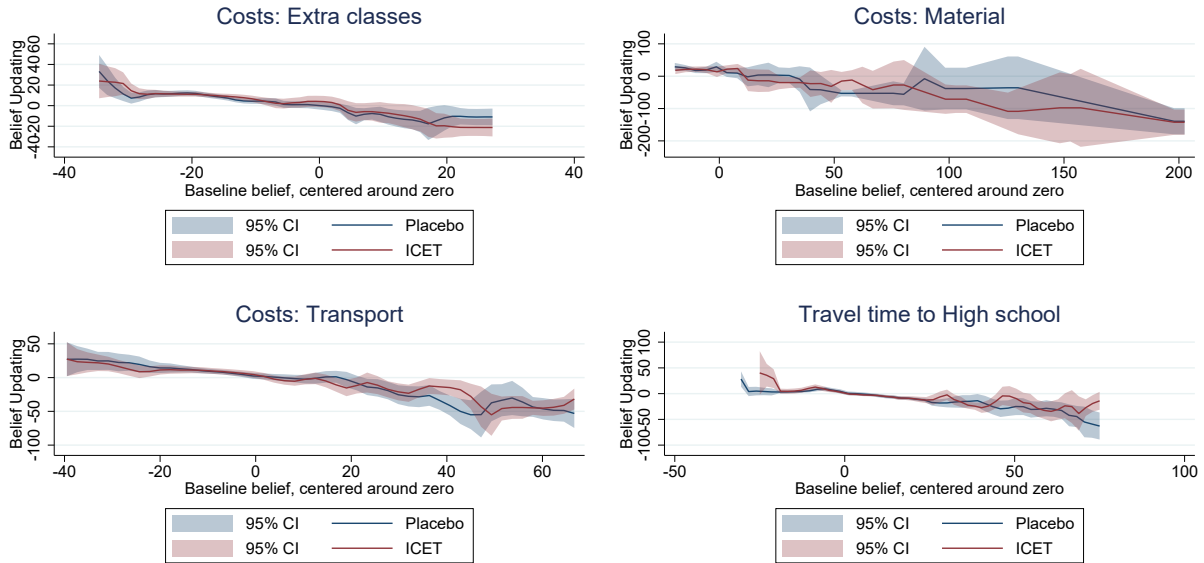 Costs: Extra classes
Belief Updating
-40 -20 0 20 40 60
-40 -20 0 20 40
Baseline belief, centered around zero
95% CI Placebo
95% CI ICET
Costs: Material
Belief Updating
-200 -100 0 100
0 50 100 150 200
Baseline belief, centered around zero
95% CI Placebo
95% CI ICET
Costs: Transport
Belief Updating
-100 -50 0 50
-40 -20 0 20 40 60
Baseline belief, centered around zero
95% CI Placebo
95% CI ICET
Travel time to High school
Belief Updating
-100 -50 0 50 100
-50 0 50 100
Baseline belief, centered around zero
95% CI Placebo
95% CI ICET